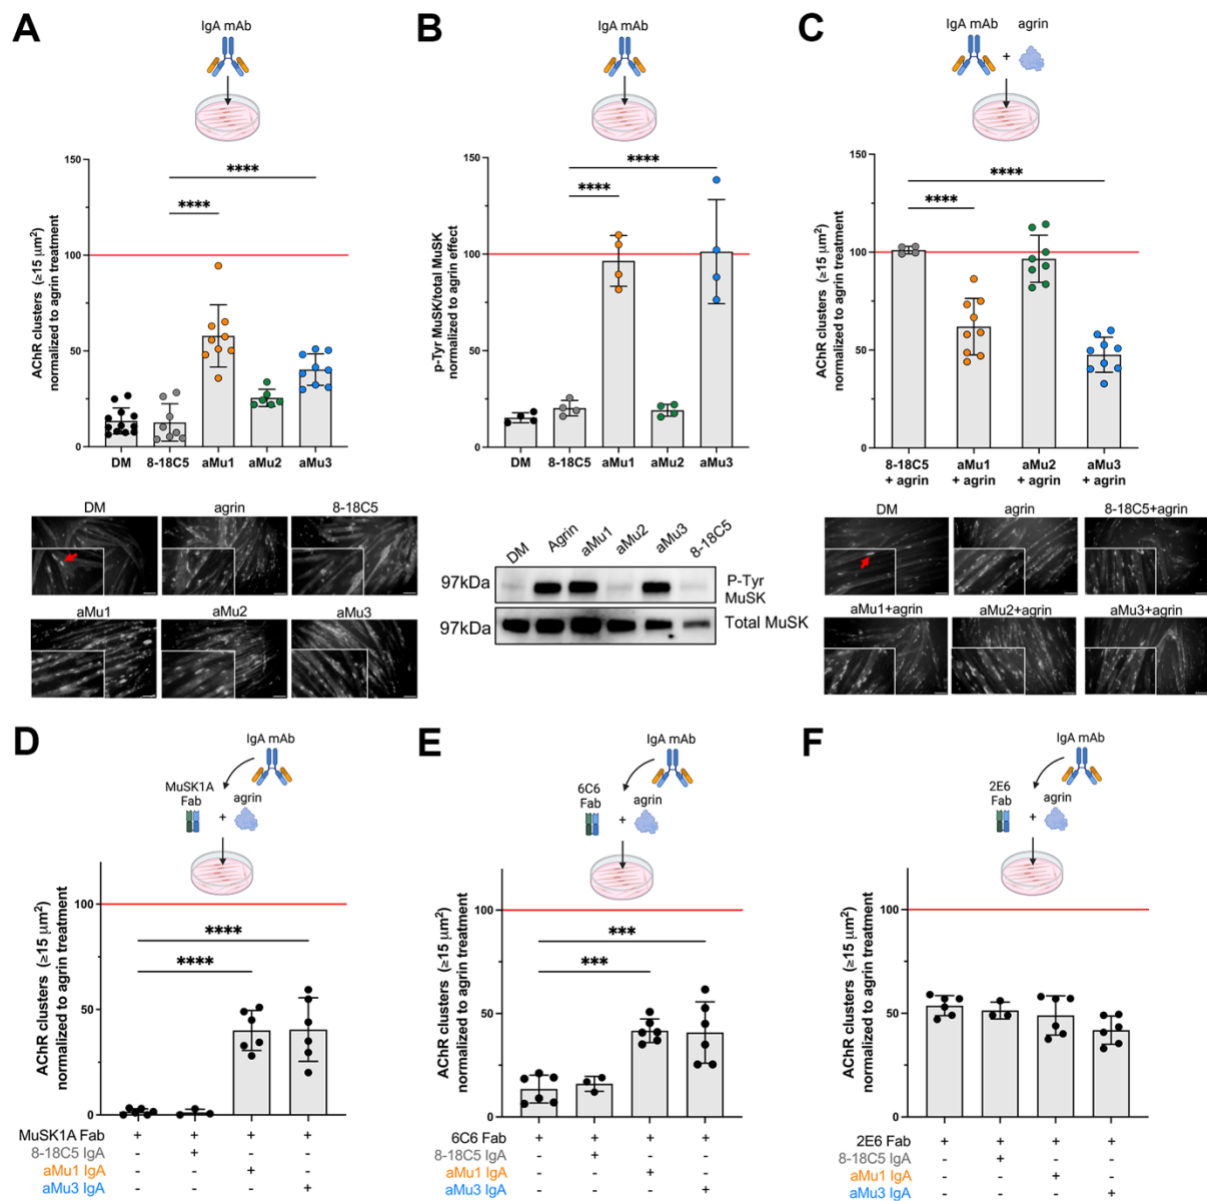 A
IgA mAb
AChR clusters (≥15 μm²)
normalized to agrin treatment
150
100
50
0
****
****
DM 8-18C5 aMu1 aMu2 aMu3
DM agrin 8-18C5
aMu1 aMu2 aMu3
B
IgA mAb
p-Tyr MuSK/total MuSK
normalized to agrin effect
150
100
50
0
****
****
DM 8-18C5 aMu1 aMu2 aMu3
DM Agrin aMu1 aMu2 aMu3 8-18C5
97kDa P-Tyr
MuSK
97kDa Total MuSK
C
IgA mAb + agrin
AChR clusters (≥15 μm²)
normalized to agrin treatment
150
100
50
0
****
****
8-18C5 aMu1 aMu2 aMu3
+ agrin + agrin + agrin + agrin
DM agrin 8-18C5+agrin
aMu1+agrin aMu2+agrin aMu3+agrin
D
IgA mAb
MuSK1A
Fab
+
agrin
AChR clusters (≥15 μm²)
normalized to agrin treatment
100
50
0
****
****
MuSK1A Fab + + + +
8-18C5 IgA - + - -
aMu1 IgA - - + -
aMu3 IgA - - - +
E
IgA mAb
6C6
Fab
+
agrin
AChR clusters (≥15 μm²)
normalized to agrin treatment
100
50
0
***
***
6C6 Fab + + + +
8-18C5 IgA - + - -
aMu1 IgA - - + -
aMu3 IgA - - - +
F
IgA mAb
2E6
Fab
+
agrin
AChR clusters (≥15 μm²)
normalized to agrin treatment
100
50
0
2E6 Fab + + + +
8-18C5 IgA - + - -
aMu1 IgA - - + -
aMu3 IgA - - - +